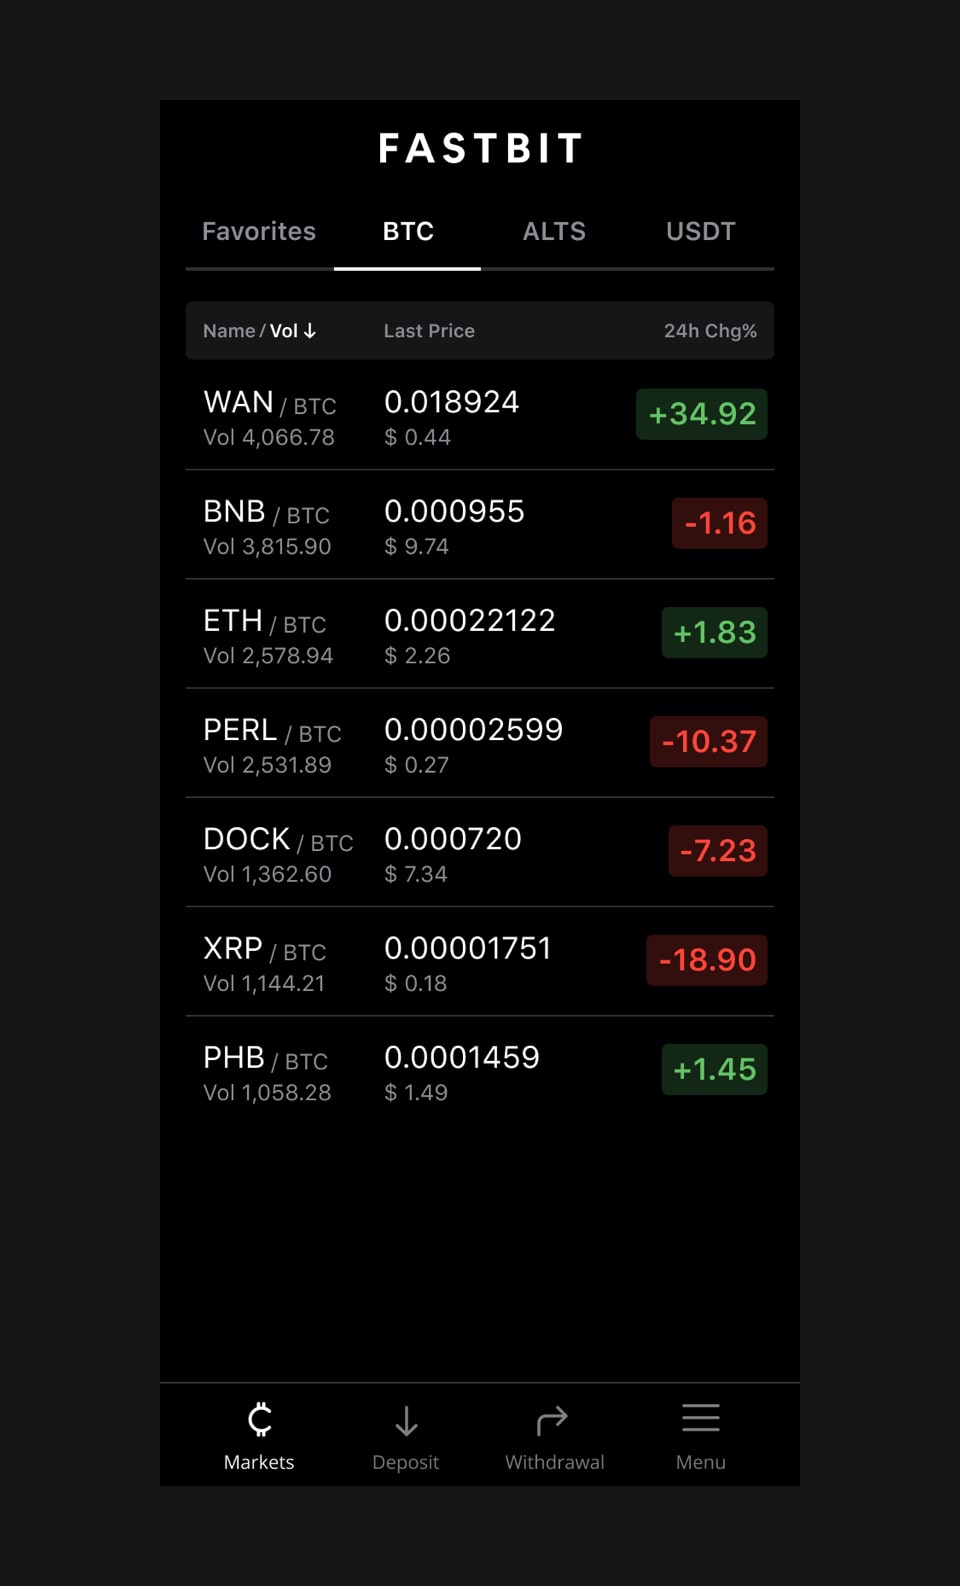 FASTBIT
Favorites BTC ALTS USDT
Name / Vol ↓ Last Price 24h Chg%
WAN / BTC 0.018924 +34.92
Vol 4,066.78 $ 0.44
BNB / BTC 0.000955 -1.16
Vol 3,815.90 $ 9.74
ETH / BTC 0.00022122 +1.83
Vol 2,578.94 $ 2.26
PERL / BTC 0.00002599 -10.37
Vol 2,531.89 $ 0.27
DOCK / BTC 0.000720 -7.23
Vol 1,362.60 $ 7.34
XRP / BTC 0.00001751 -18.90
Vol 1,144.21 $ 0.18
PHB / BTC 0.0001459 +1.45
Vol 1,058.28 $ 1.49
Markets Deposit Withdrawal Menu